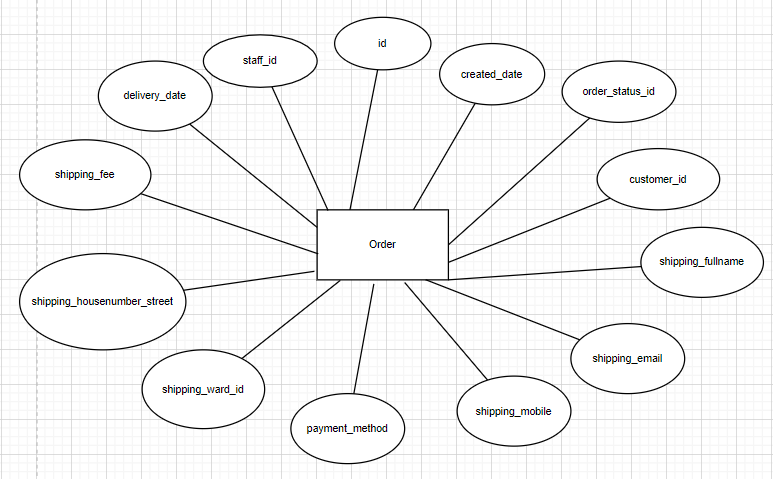 id
staff_id
created_date
delivery_date
order_status_id
shipping_fee
customer_id
Order
shipping_fullname
shipping_housenumber_street
shipping_email
shipping_ward_id
shipping_mobile
payment_method